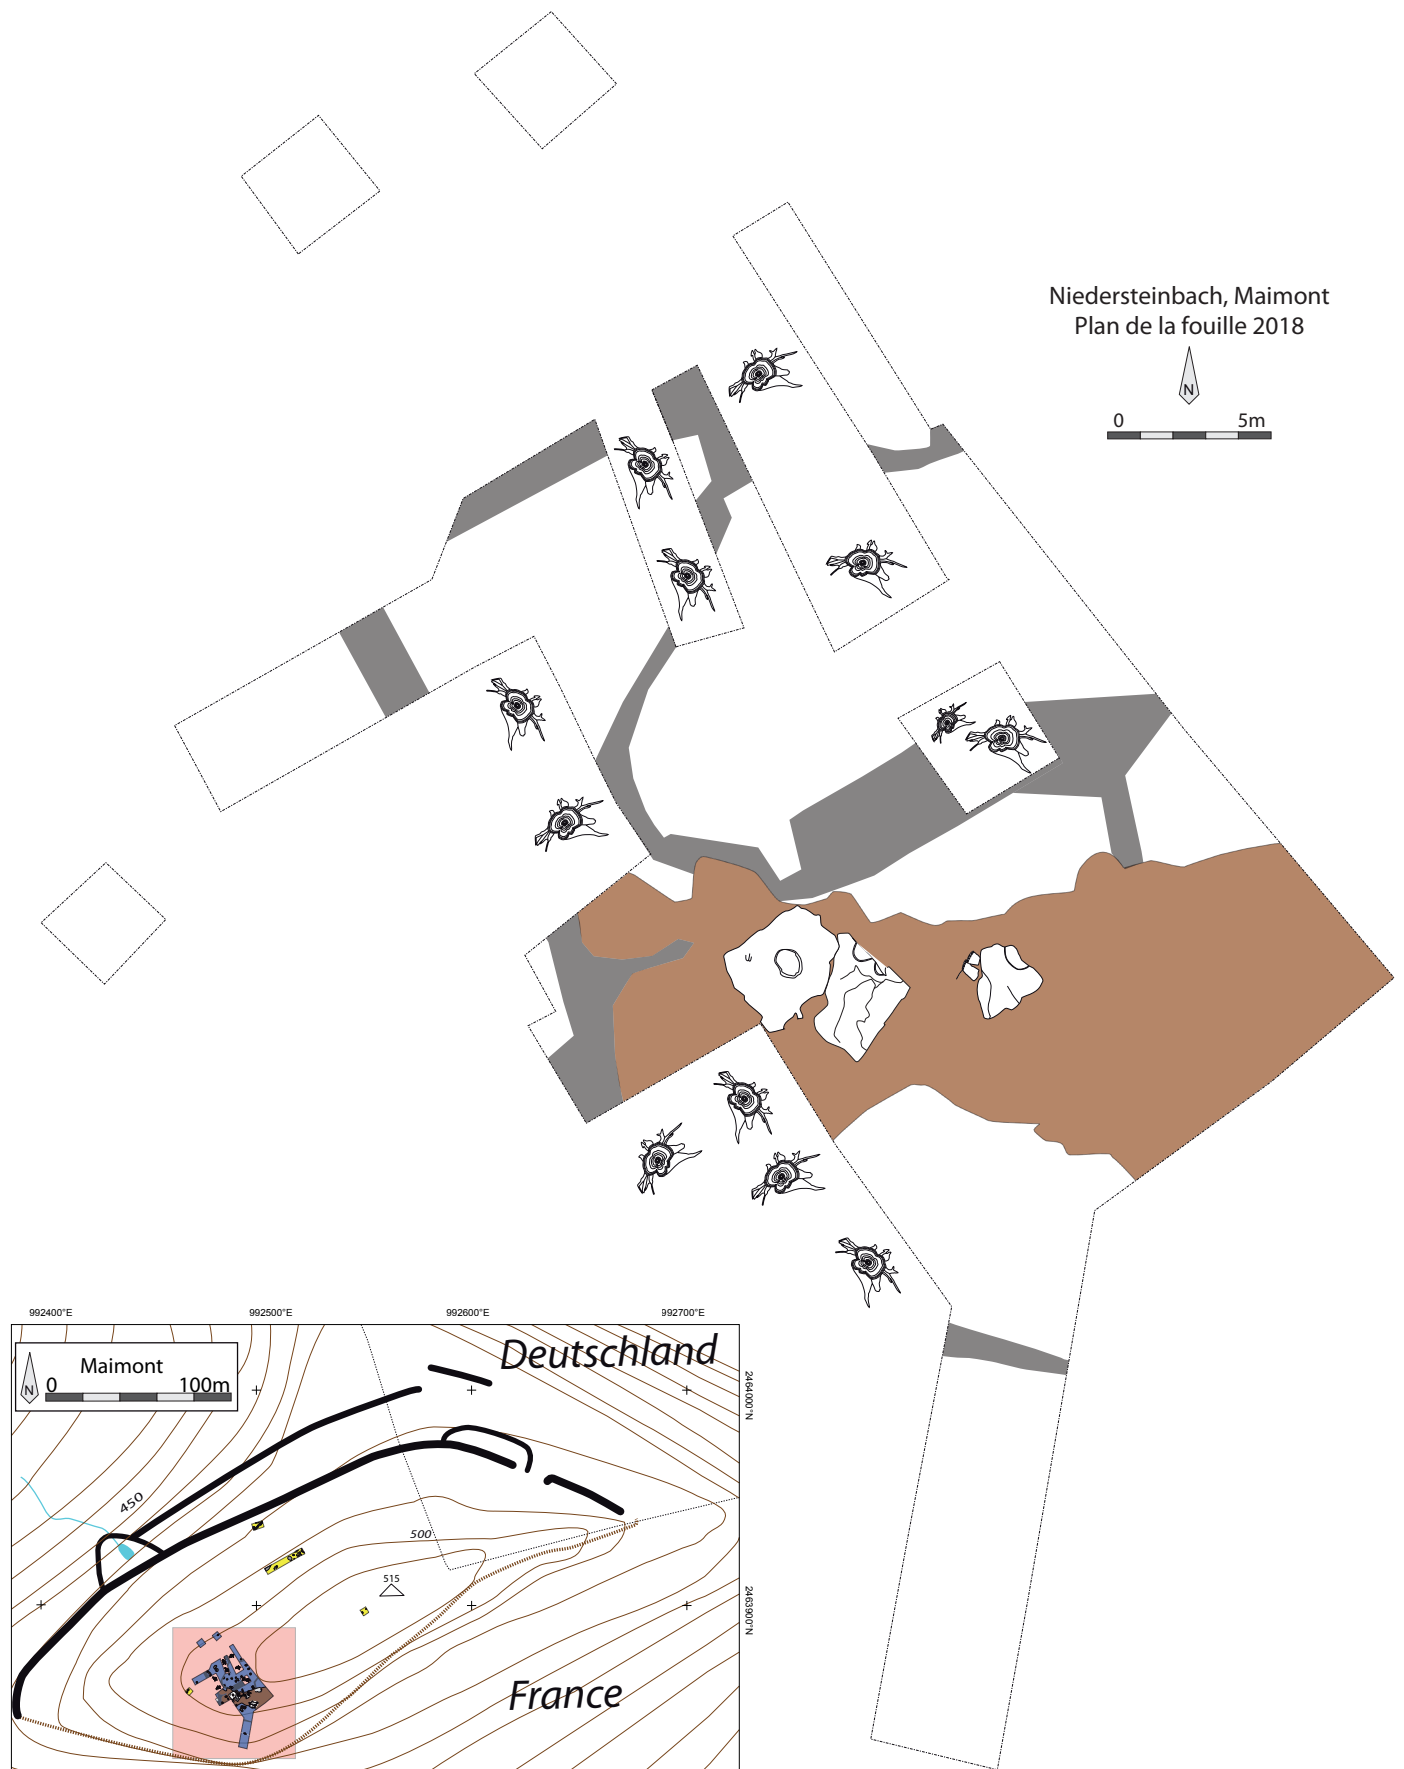 Niedersteinbach, Maimont
Plan de la fouille 2018
N
0 5m
992400°E 992500°E 992600°E 992700°E
Deutschland
Maimont
N
0 100m
2464000°N
450
500
515
2463900°N
France